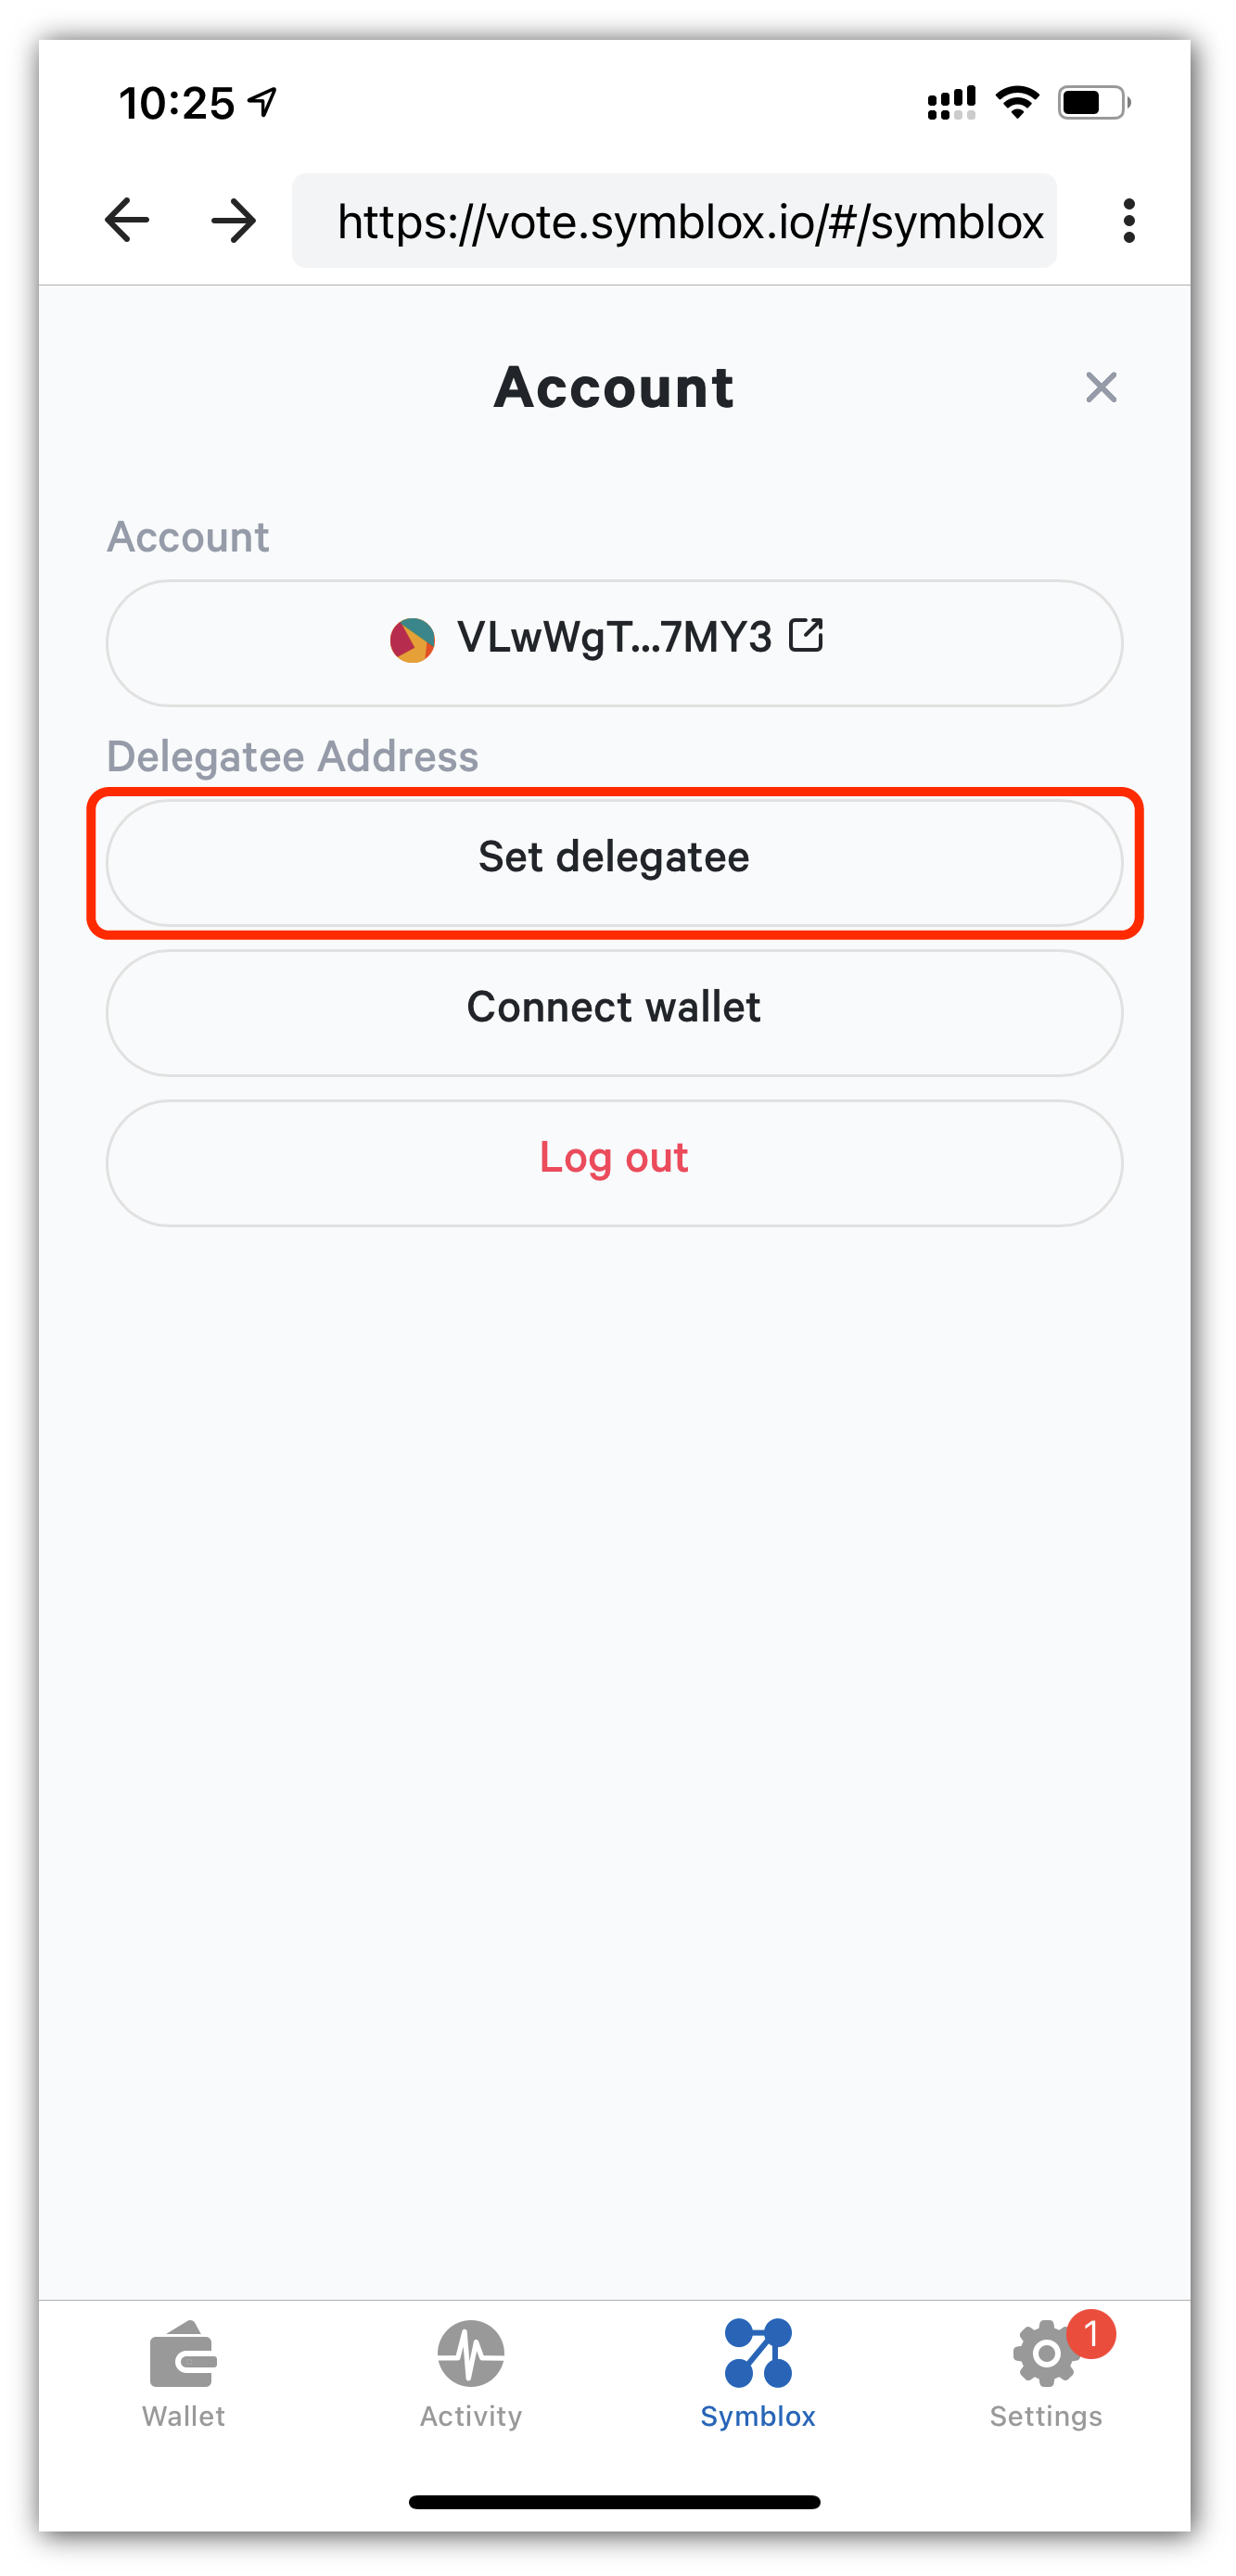 10:25
https://vote.symblox.io/#/symblox
Account
Account
VLwWgT...7MY3
Delegatee Address
Set delegatee
Connect wallet
Log out
1
Wallet
Activity
Symblox
Settings